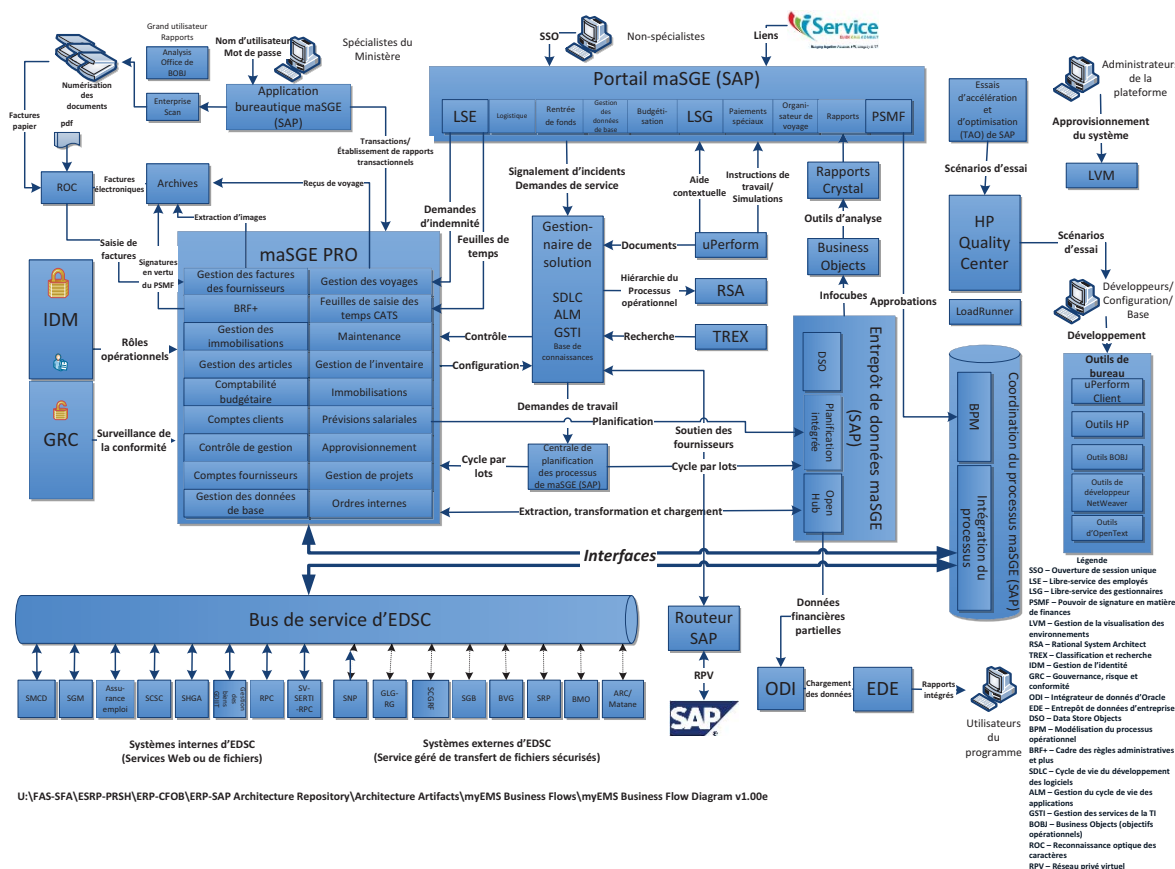 Grand utilisateur
Rapports
Analysis
Office de
BOBJ
Numérisation
des
documents
Enterprise
Scan
Nom d'utilisateur
Mot de passe
Spécialistes du
Ministère
Application
bureautique maSGE
(SAP)
Factures
papier
pdf
ROC
Factures
électroniques
Archives
Extraction d'images
Reçus de voyage
Transactions/
Établissement de rapports
transactionnels
SSO
Non-spécialistes
Liens
iService
Portail maSGE (SAP)
LSE
Logistique
Rentrée
de fonds
Gestion
des
données
de base
Budgéti-
sation
LSG
Paiements
spéciaux
Organi-
sateur de
voyage
Rapports
PSMF
Essais
d'accélération
et
d'optimisation
(TAO) de SAP
Administrateur
de la
plateforme
Approvisionnement
du système
LVM
Scénarios d'essai
HP
Quality
Center
LoadRunner
Scénarios
d'essai
Développeurs/
Configuration/
Base
Développement
Outils de
bureau
uPerform
Client
Outils HP
Outils BOBJ
Outils de
développeur
NetWeaver
Outils
d'OpenText
Signalement d'incidents
Demandes de service
Aide
contextuelle
Instructions de
travail/
Simulations
Rapports
Crystal
Outils d'analyse
Business
Objects
Infocubes
Approbations
Demandes
d'indemnité
Feuilles de
temps
Saisie de
factures
Signatures
en vertu
du PSMF
IDM
Rôles
opérationnels
GRC
Surveillance de
la conformité
maSGE PRO
Gestion des factures
des fournisseurs
Gestion des voyages
BRF+
Feuilles de saisie des
temps CATS
Gestion des
immobilisations
Maintenance
Gestion des articles
Gestion de l'inventaire
Comptabilité
budgétaire
Immobilisations
Comptes clients
Prévisions salariales
Contrôle de gestion
Approvisionnement
Comptes fournisseurs
Gestion de projets
Gestion des données
de base
Ordres internes
Gestion-
naire de
solution
SDLC
ALM
GSTI
Base de
connaissances
Documents
uPerform
Hiérarchie du
Processus
opérationnel
RSA
Recherche
TREX
Contrôle
Configuration
Demandes de travail
Planification
Soutien des
fournisseurs
Cycle par
lots
Centrale de
planification
des processus
de maSGE (SAP)
Cycle par lots
Extraction, transformation et chargement
Entrepôt de données maSGE
(SAP)
DSO
Planification
intégrée
Open
Hub
Coordination du processus maSGE (SAP)
BPM
Intégration du
processus
Interfaces
Bus de service d'EDSC
SMCD
SGM
Assu-
rance
emploi
SCSC
SHGA
Gestion
des
biens
RPC
SV-
SERTI
-RPC
SNP
GLG-
RG
SCGRF
SGB
BVG
SRP
BMO
ARC/
Matane
Systèmes internes d'EDSC
(Services Web ou de fichiers)
Systèmes externes d'EDSC
(Service géré de transfert de fichiers sécurisés)
Routeur
SAP
RPV
SAP
Données
financières
partielles
ODI
Chargement
des données
EDE
Rapports
intégrés
Utilisateurs
du
programme
Légende
SSO – Ouverture de session unique
LSE – Libre-service des employés
LSG – Libre-service des gestionnaires
PSMF – Pouvoir de signature en matière
de finances
LVM – Gestion de la visualisation des
environnements
RSA – Rational System Architect
TREX – Classification et recherche
IDM – Gestion de l'identité
GRC – Gouvernance, risque et
conformité
ODI – Intégrateur de donnés d'Oracle
EDE – Entrepôt de données d'entreprise
DSO – Data Store Objects
BPM – Modélisation du processus
opérationnel
BRF+ – Cadre des règles administratives
et plus
SDLC – Cycle de vie du développement
des logiciels
ALM – Gestion du cycle de vie des
applications
GSTI – Gestion des services de la TI
BOBJ – Business Objects (objectifs
opérationnels)
ROC – Reconnaissance optique des
caractères
RPV – Réseau privé virtuel
U:\FAS-SFA\ESRP-PRSH\ERP-CFOB\ERP-SAP Architecture Repository\Architecture Artifacts\myEMS Business Flows\myEMS Business Flow Diagram v1.00e